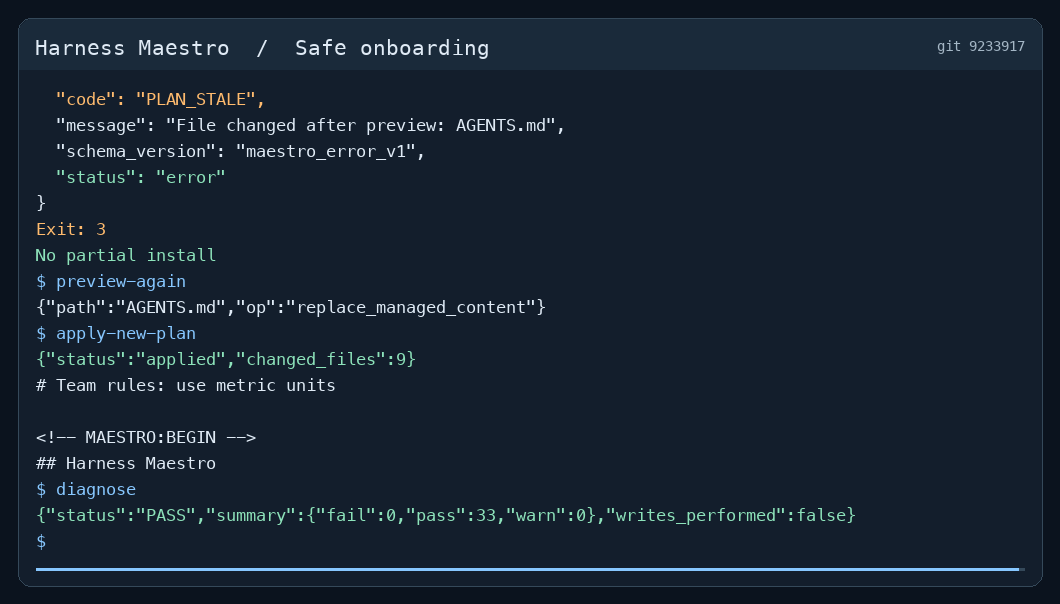 Harness Maestro  /  Safe onboarding
git 9233917
  "code": "PLAN_STALE",
  "message": "File changed after preview: AGENTS.md",
  "schema_version": "maestro_error_v1",
  "status": "error"
}
Exit: 3
No partial install
$ preview-again
{"path":"AGENTS.md","op":"replace_managed_content"}
$ apply-new-plan
{"status":"applied","changed_files":9}
# Team rules: use metric units
<!-- MAESTRO:BEGIN -->
## Harness Maestro
$ diagnose
{"status":"PASS","summary":{"fail":0,"pass":33,"warn":0},"writes_performed":false}
$